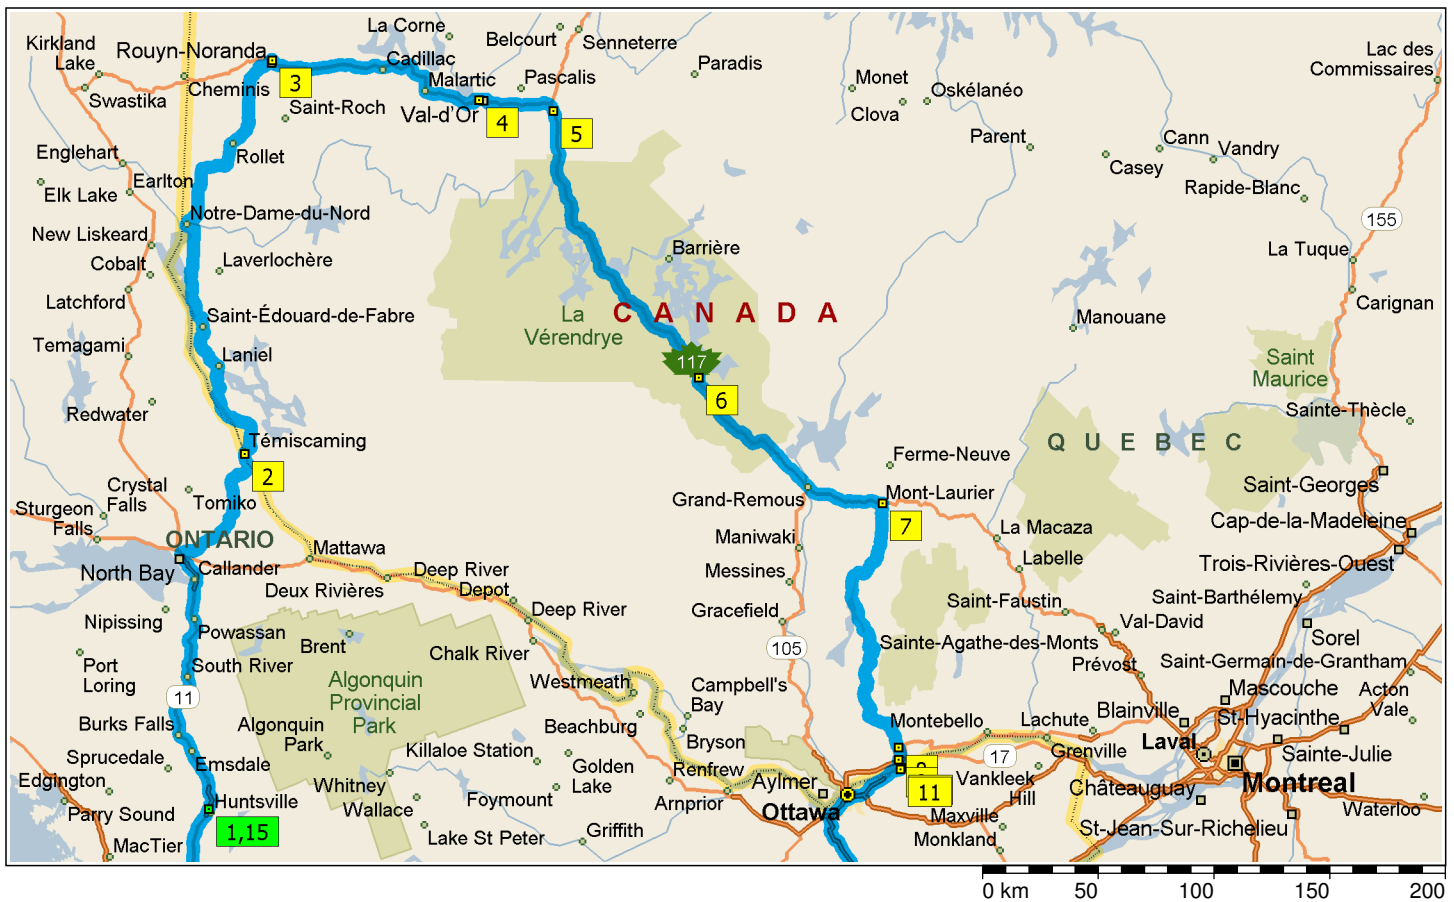 La Corne
Kirkland
Lake
Rouyn-Noranda
Belcourt
Senneterre
Lac des
Commissaires
Cadillac
Paradis
Swastika
Cheminis
3
Malartic
Pascalis
Monet
Oskélanéo
Saint-Roch
Val-d'Or
4
5
Clova
Parent
Cann
Vandry
Englehart
Rollet
Casey
Elk Lake
Earlton
Rapide-Blanc
Notre-Dame-du-Nord
155
New Liskeard
Barrière
La Tuque
Cobalt
Laverlochère
Latchford
Carignan
Saint-Édouard-de-Fabre
La
Vérendrye
CANADA
Manouane
Temagami
Laniel
117
Saint
Maurice
6
Redwater
Sainte-Thècle
Témiscaming
QUEBEC
2
Ferme-Neuve
Crystal
Falls
Tomiko
Grand-Remous
Mont-Laurier
Saint-Georges
Sturgeon
Falls
7
La Macaza
Cap-de-la-Madeleine
ONTARIO
Mattawa
Maniwaki
Labelle
Trois-Rivières-Ouest
North Bay
Callander
Deux Rivières
Deep River
Depot
Messines
Saint-Faustin
Saint-Barthélemy
Nipissing
Powassan
Deep River
Gracefield
Val-David
Sorel
Brent
Chalk River
105
Sainte-Agathe-des-Monts
Port
Loring
South River
Algonquin
Provincial
Park
Westmeath
Campbell's
Bay
Prévost
Saint-Germain-de-Grantham
11
Mascouche
Acton
Vale
Burks Falls
Algonquin
Park
Beachburg
Montebello
Lachute
Blainville
St-Hyacinthe
Sprucedale
Emsdale
Killaloe Station
Bryson
17
Grenville
Laval
Sainte-Julie
Edgington
Whitney
Golden
Lake
Renfrew
Aylmer
Vankleek
Hill
Châteauguay
Montreal
Huntsville
Wallace
Foymount
Arnprior
Ottawa
11
Waterloo
Parry Sound
1,15
Lake St Peter
Griffith
Maxville
St-Jean-Sur-Richelieu
MacTier
Monkland
0 km 50 100 150 200